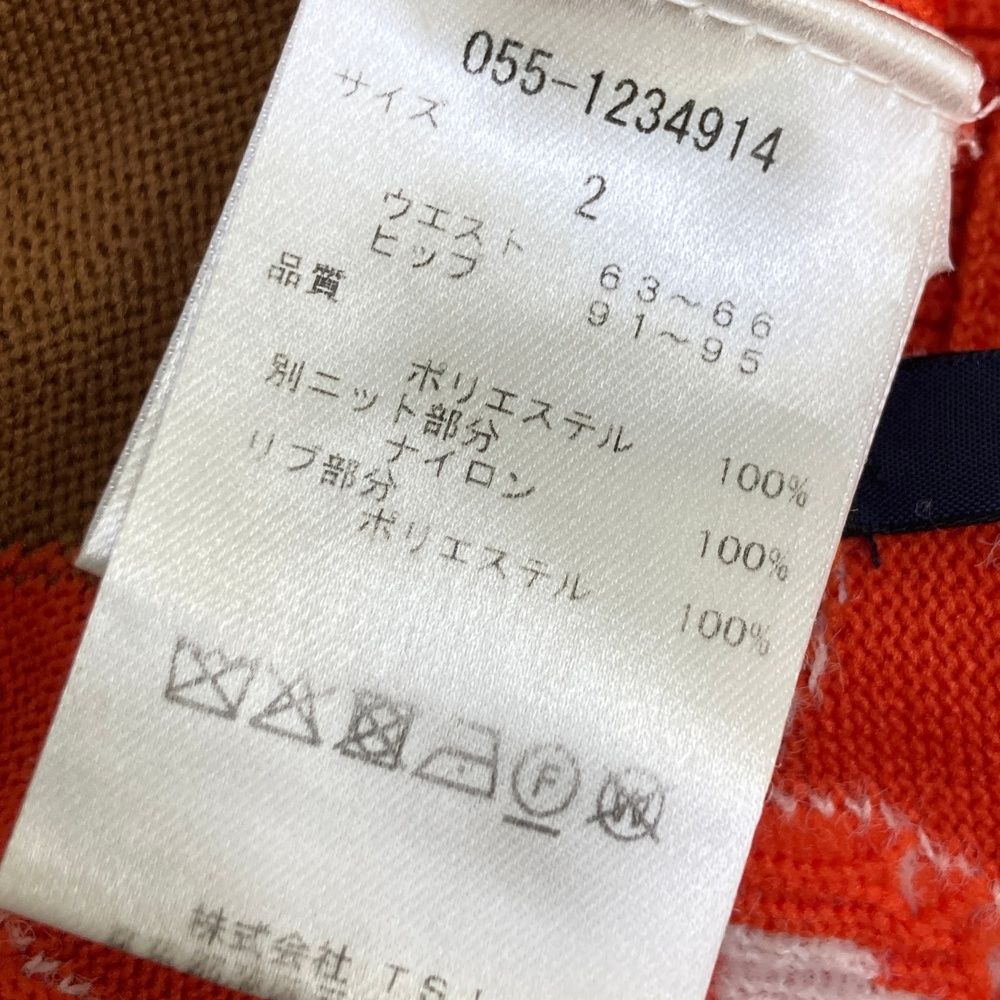 055-1234914
サイズ
2
ウエスト 63～66
ヒップ 91～95
品質
ポリエステル 100%
別ニット部分
ナイロン 100%
リブ部分
ポリエステル 100%
F
W
株式会社 TSI